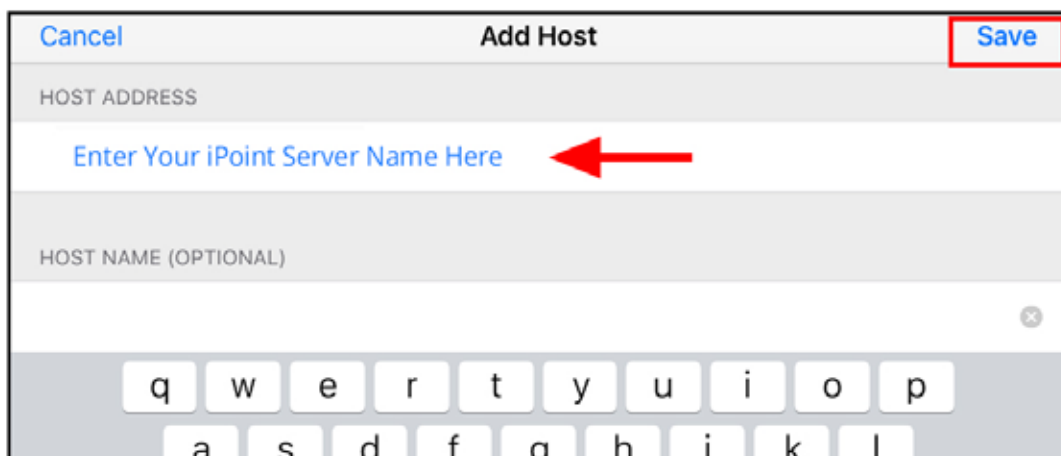 Cancel Add Host Save
HOST ADDRESS
Enter Your iPoint Server Name Here
HOST NAME (OPTIONAL)
q w e r t y u i o p
a s d f g h j k l